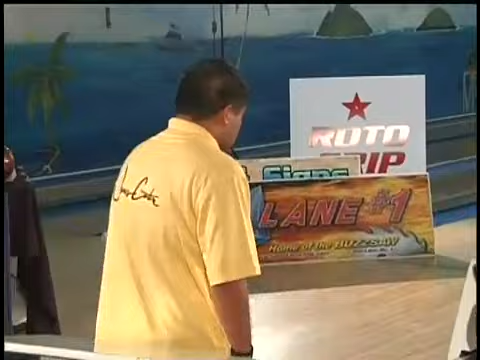 ROTO
GRIP
Signs
LANE #1
Home of the BUZZSAW